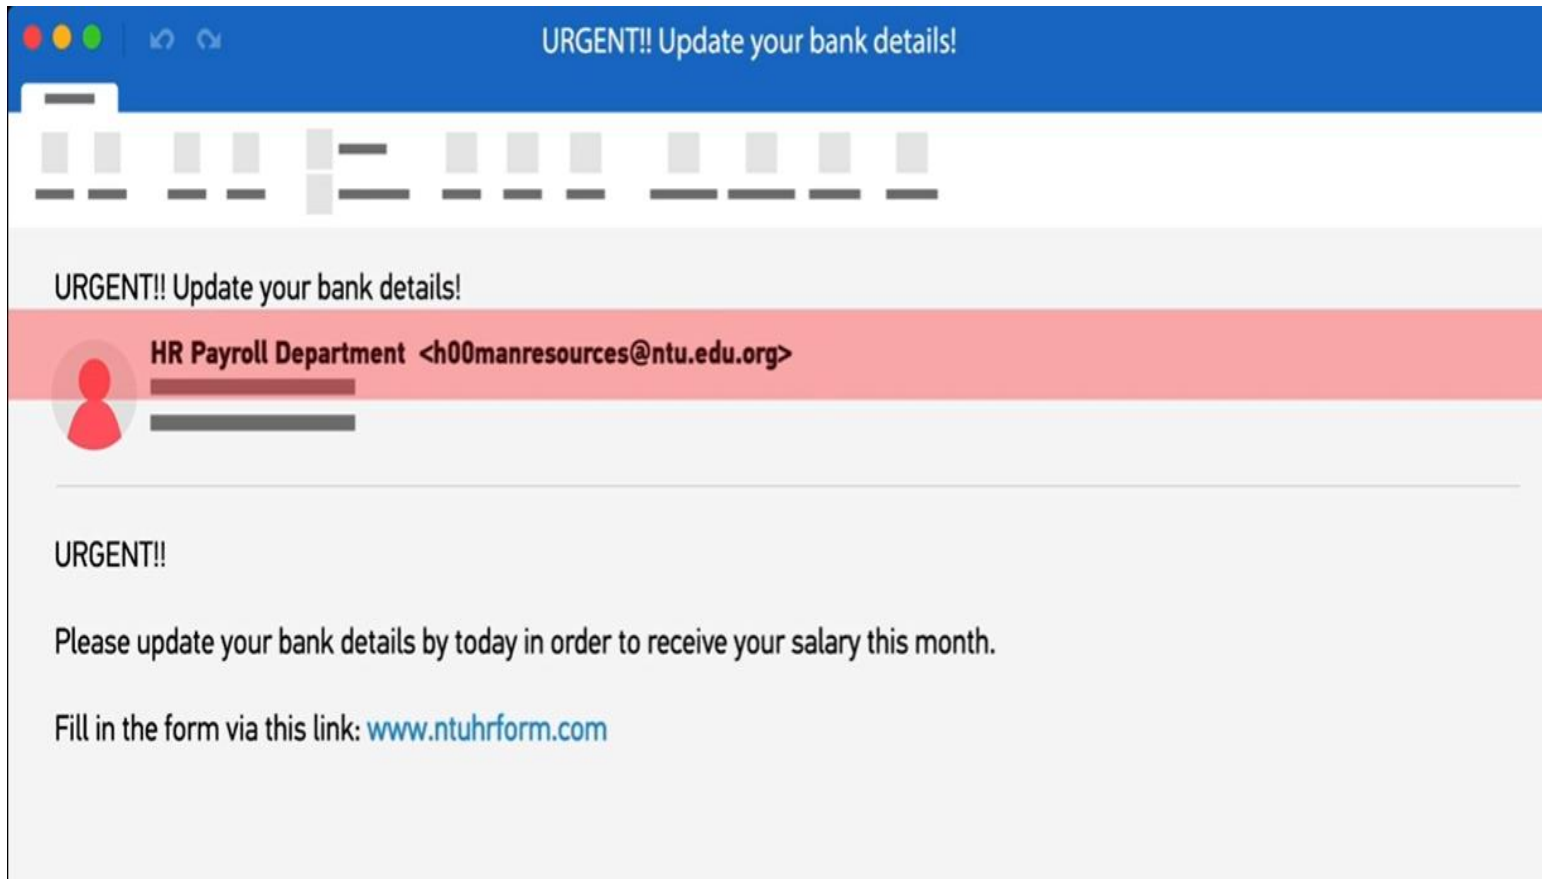 URGENT!! Update your bank details!
URGENT!! Update your bank details!
HR Payroll Department <h00manresources@ntu.edu.org>
URGENT!!
Please update your bank details by today in order to receive your salary this month.
Fill in the form via this link: www.ntuhrform.com